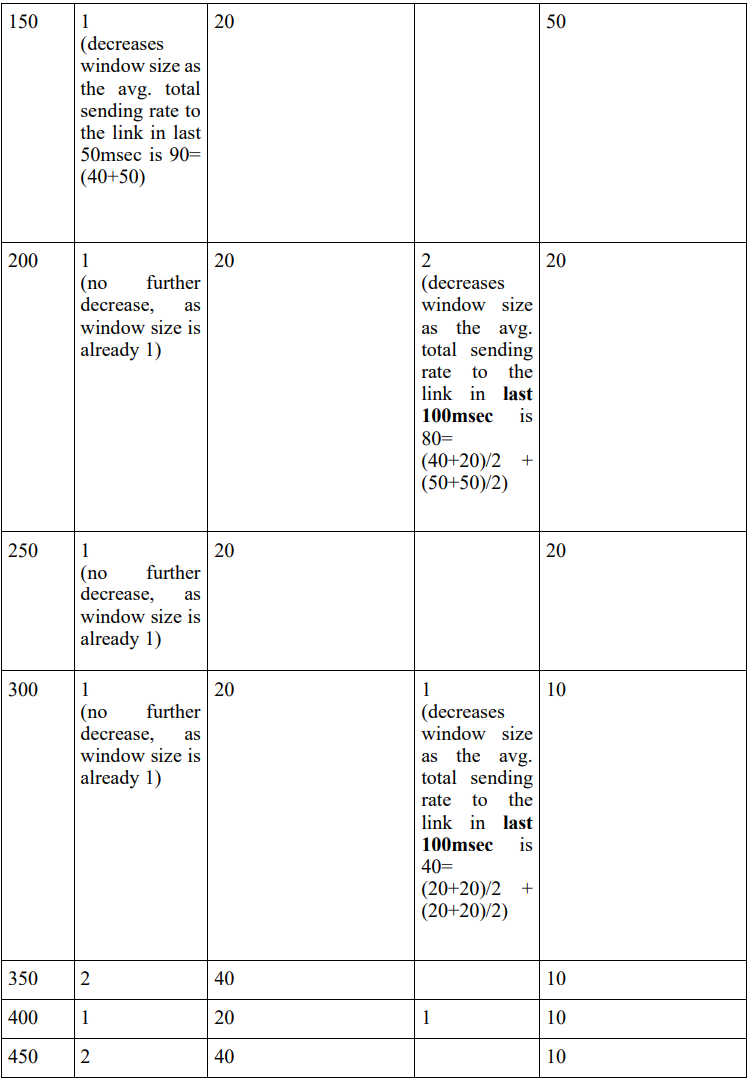 150
1
(decreases
window size as
the avg. total
sending rate to
the link in last
50msec is 90=
(40+50)
20
50
200
1
(no further
decrease, as
window size is
already 1)
20
2
(decreases
window size
as the avg.
total sending
rate to the
link in last
100msec is
80=
(40+20)/2 +
(50+50)/2)
20
250
1
(no further
decrease, as
window size is
already 1)
20
20
300
1
(no further
decrease, as
window size is
already 1)
20
1
(decreases
window size
as the avg.
total sending
rate to the
link in last
100msec is
40=
(20+20)/2 +
(20+20)/2)
10
350
2
40
10
400
1
20
1
10
450
2
40
10